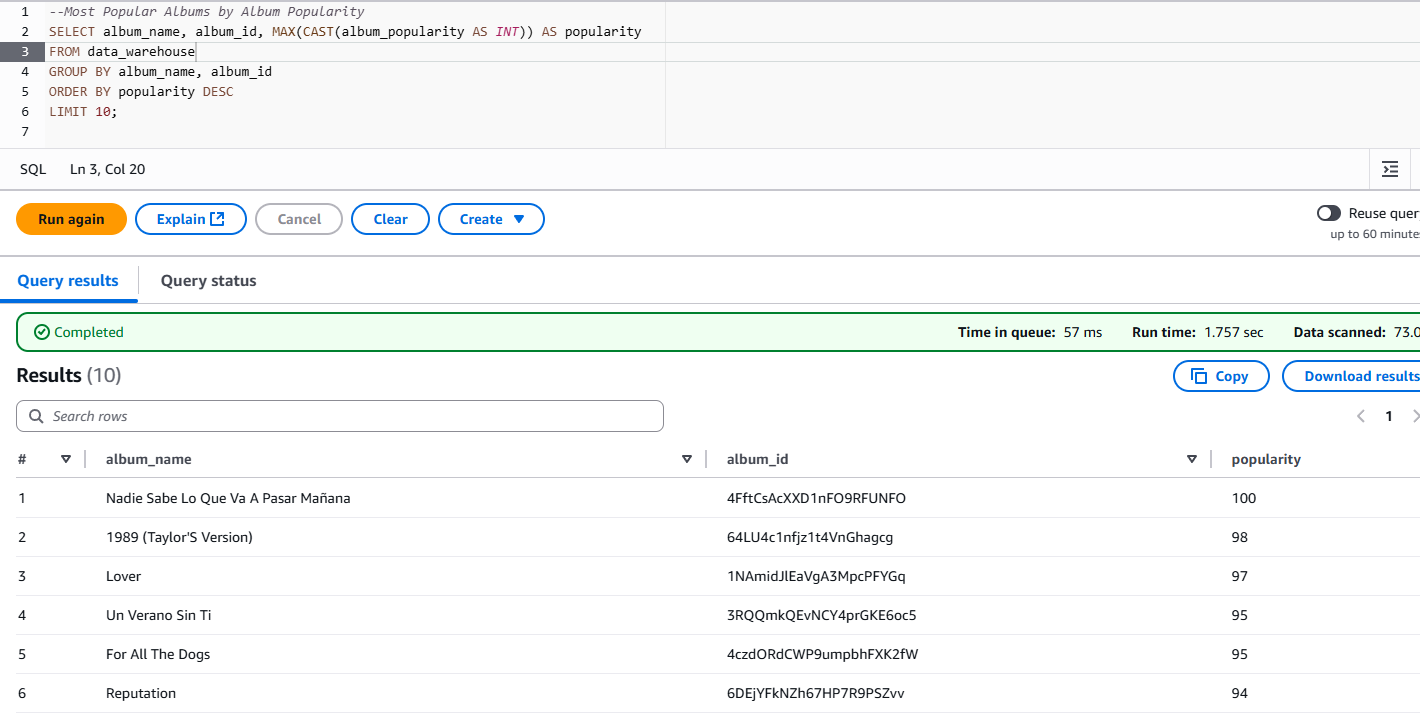 1 --Most Popular Albums by Album Popularity
2 SELECT album_name, album_id, MAX(CAST(album_popularity AS INT)) AS popularity
3 FROM data_warehouse
4 GROUP BY album_name, album_id
5 ORDER BY popularity DESC
6 LIMIT 10;
7
SQL Ln 3, Col 20
Run again Explain Cancel Clear Create Reuse quer
up to 60 minute
Query results Query status
Completed Time in queue: 57 ms Run time: 1.757 sec Data scanned: 73.0
Results (10) Copy Download results
Search rows 1
# album_name album_id popularity
1 Nadie Sabe Lo Que Va A Pasar Mañana 4FftCsAcXXD1nFO9RFUNFO 100
2 1989 (Taylor'S Version) 64LU4c1nfjz1t4VnGhagcg 98
3 Lover 1NAmidJlEaVgA3MpcPFYGq 97
4 Un Verano Sin Ti 3RQQmkQEvNCY4prGKE6oc5 95
5 For All The Dogs 4czdORdCWP9umpbhFXK2fW 95
6 Reputation 6DEjYFkNZh67HP7R9PSZvv 94